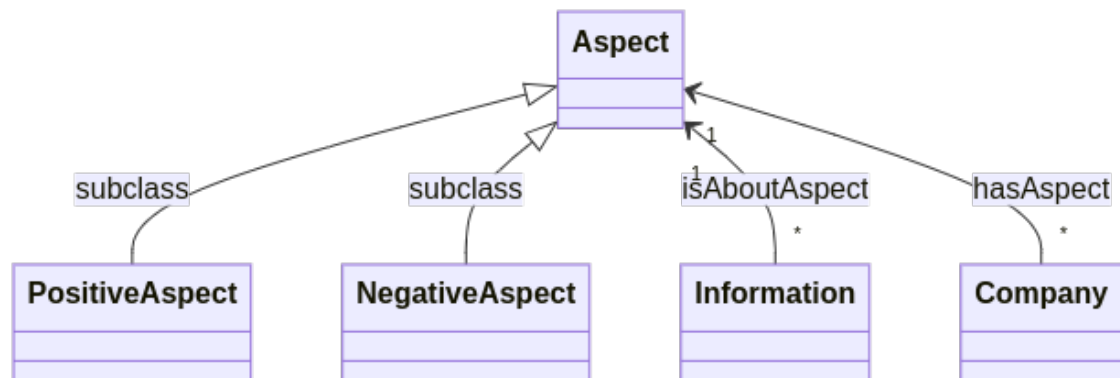 Aspect
1
1
subclass
subclass
isAboutAspect
hasAspect
*
*
PositiveAspect
NegativeAspect
Information
Company